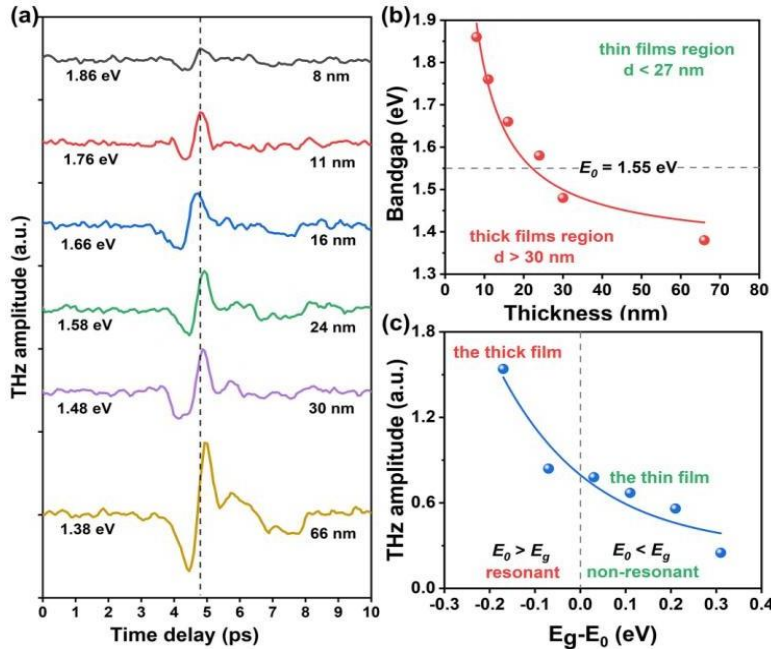 (a)
1.86 eV 8 nm
1.76 eV 11 nm
1.66 eV 16 nm
1.58 eV 24 nm
1.48 eV 30 nm
1.38 eV 66 nm
THz amplitude (a.u.)
0 1 2 3 4 5 6 7 8 9 10
Time delay (ps)
(b)
1.9
1.8
1.7
1.6
1.5
1.4
1.3
Bandgap (eV)
thin films region
d < 27 nm
E0 = 1.55 eV
thick films region
d > 30 nm
0 10 20 30 40 50 60 70 80
Thickness (nm)
(c)
1.8
1.5
1.2
0.9
0.6
0.3
0.0
THz amplitude (a.u.)
the thick film
the thin film
E0 > Eg E0 < Eg
resonant non-resonant
-0.3 -0.2 -0.1 0.0 0.1 0.2 0.3 0.4
Eg-E0 (eV)